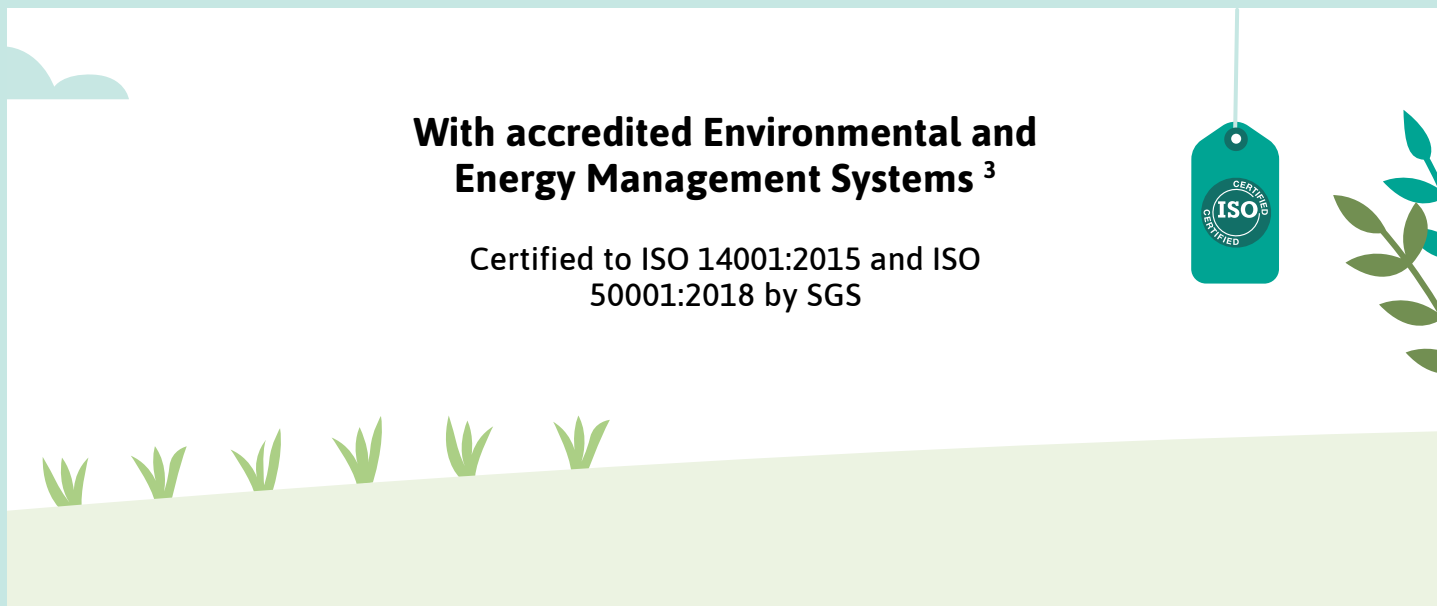 With accredited Environmental and
Energy Management Systems ³
Certified to ISO 14001:2015 and ISO
50001:2018 by SGS
CERTIFIED
ISO
CERTIFIED